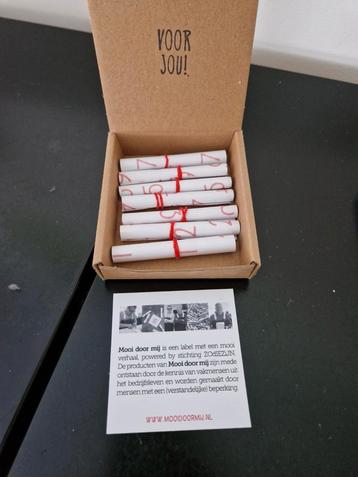 VOOR
JOU!
Mooi door mij is een label met een mooi
verhaal, powered by stichting ZOdieZIJN.
De producten van Mooi door mij zijn mede
ontstaan door de kennis van vakmensen uit
het bedrijfsleven en worden gemaakt door
mensen met een (verstandelijke) beperking.
WWW.MOOIDOORMIJ.NL